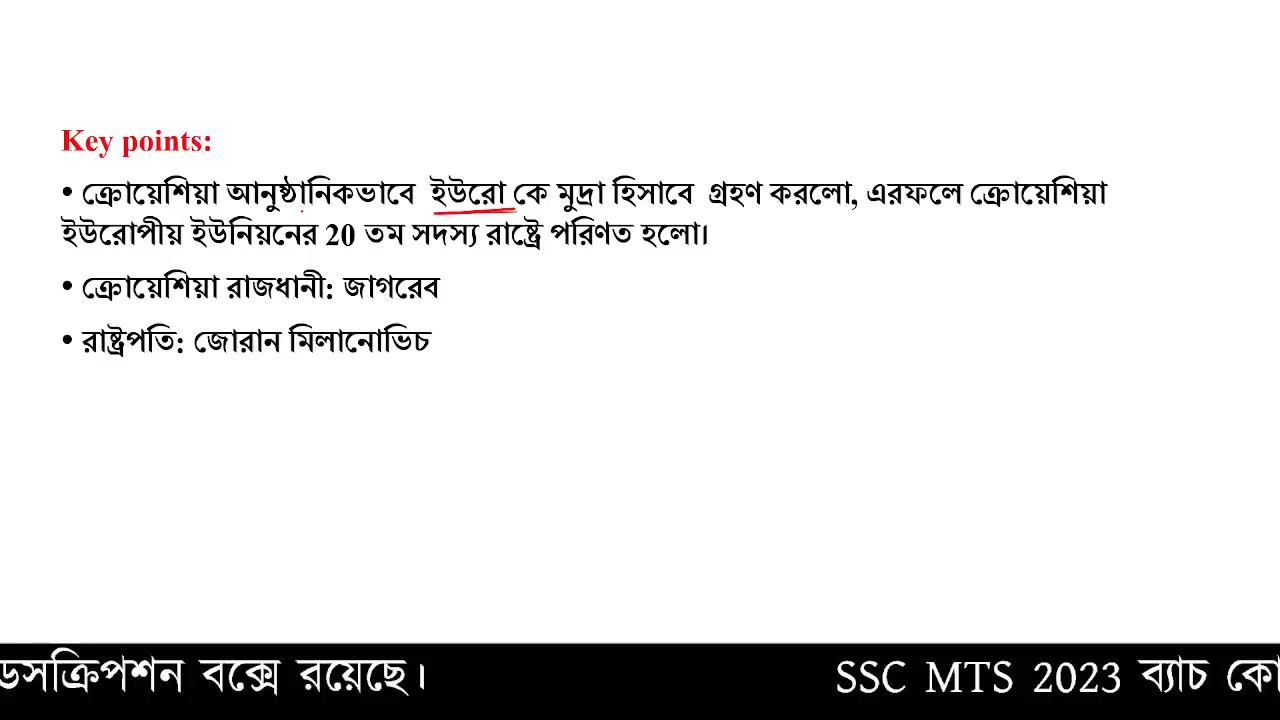 Key points:
• ক্রোয়েশিয়া আনুষ্ঠানিকভাবে ইউরো কে মুদ্রা হিসাবে গ্রহণ করলো, এরফলে ক্রোয়েশিয়া
ইউরোপীয় ইউনিয়নের 20 তম সদস্য রাষ্ট্রে পরিণত হলো।
• ক্রোয়েশিয়া রাজধানী: জাগরেব
• রাষ্ট্রপতি: জোরান মিলানোভিচ
ডেসক্রিপশন বক্সে রয়েছে। SSC MTS 2023 ব্যাচ